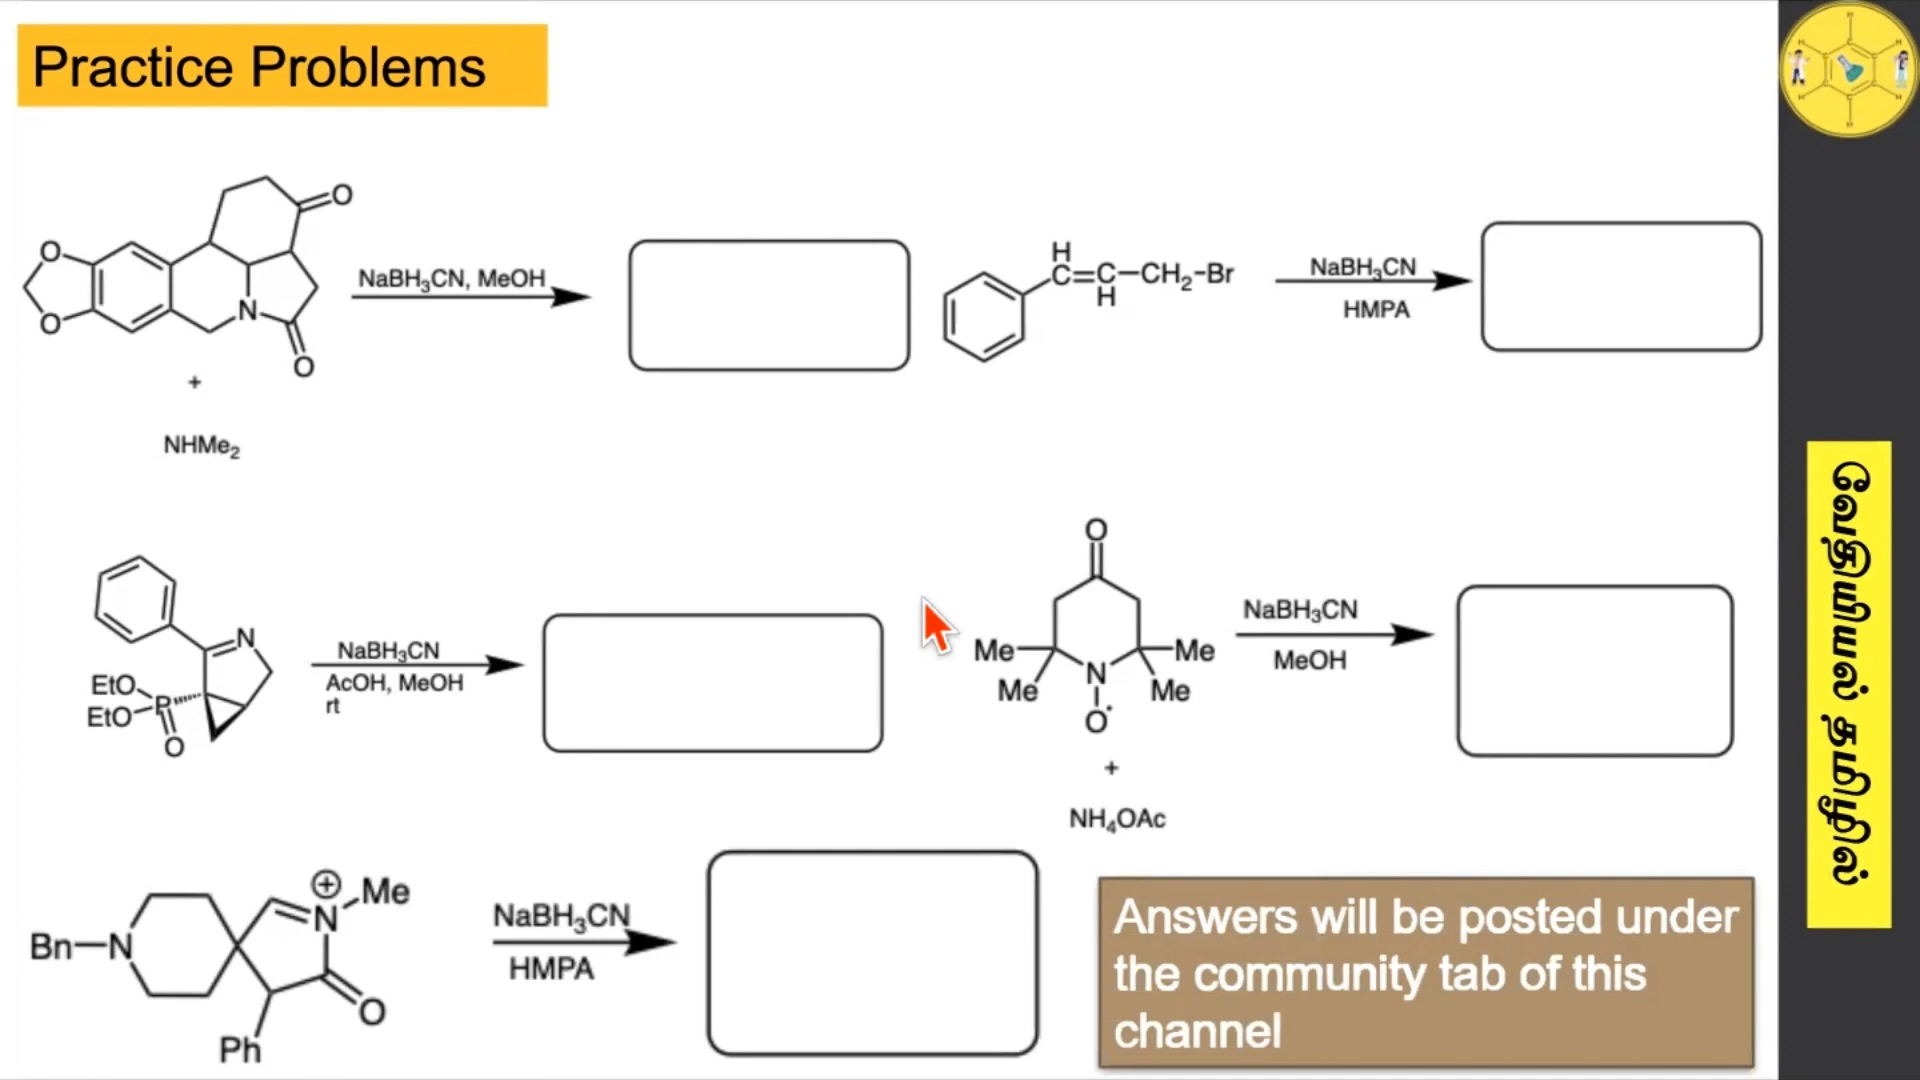 Practice Problems
O
O
O
N
O
+
NHMe₂
NaBH₃CN, MeOH
H
C=C-CH₂-Br
H
NaBH₃CN
HMPA
N
EtO
EtO
P
O
NaBH₃CN
AcOH, MeOH
rt
O
Me
Me
N
Me
Me
O•
+
NH₄OAc
NaBH₃CN
MeOH
Bn-N
⊕
N
Me
O
Ph
NaBH₃CN
HMPA
Answers will be posted under
the community tab of this
channel
H
H
H
H
H
H
C
C
C
C
வேதியியல் தமிழில்